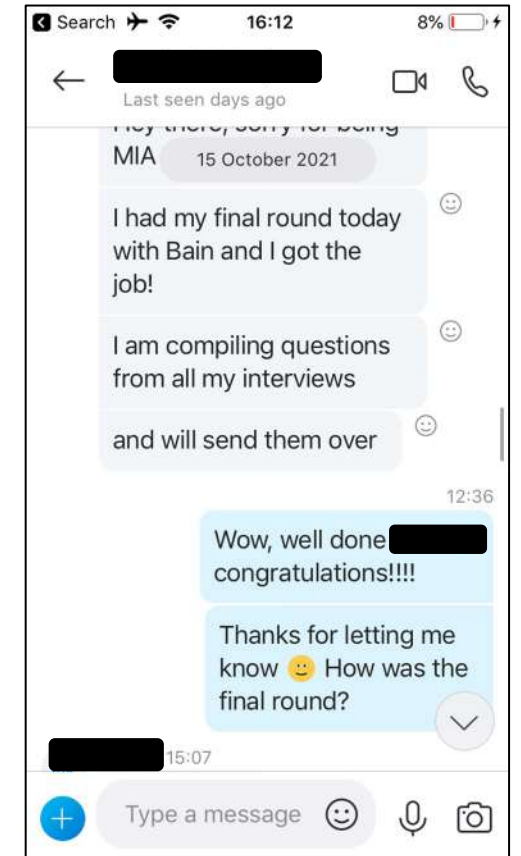 Search 16:12 8%
Last seen days ago
MIA 15 October 2021
I had my final round today
with Bain and I got the
job!
I am compiling questions
from all my interviews
and will send them over
12:36
Wow, well done
congratulations!!!!
Thanks for letting me
know 🙂 How was the
final round?
15:07
Type a message